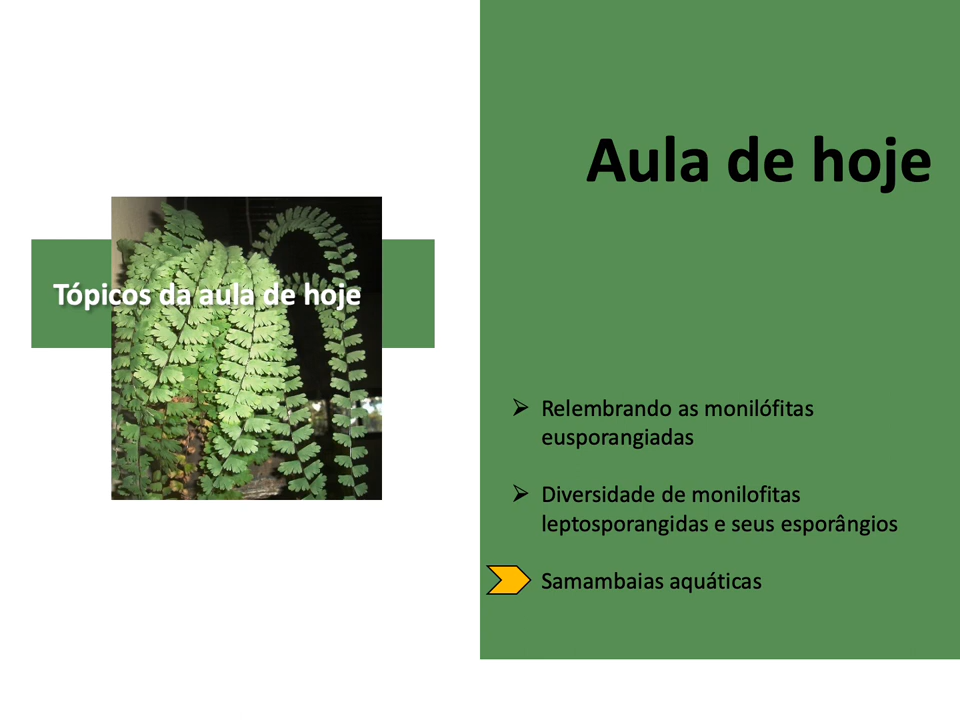 Aula de hoje
Tópicos da aula de hoje
Relembrando as monilófitas
eusporangiadas
Diversidade de monilofitas
leptosporangidas e seus esporângios
Samambaias aquáticas